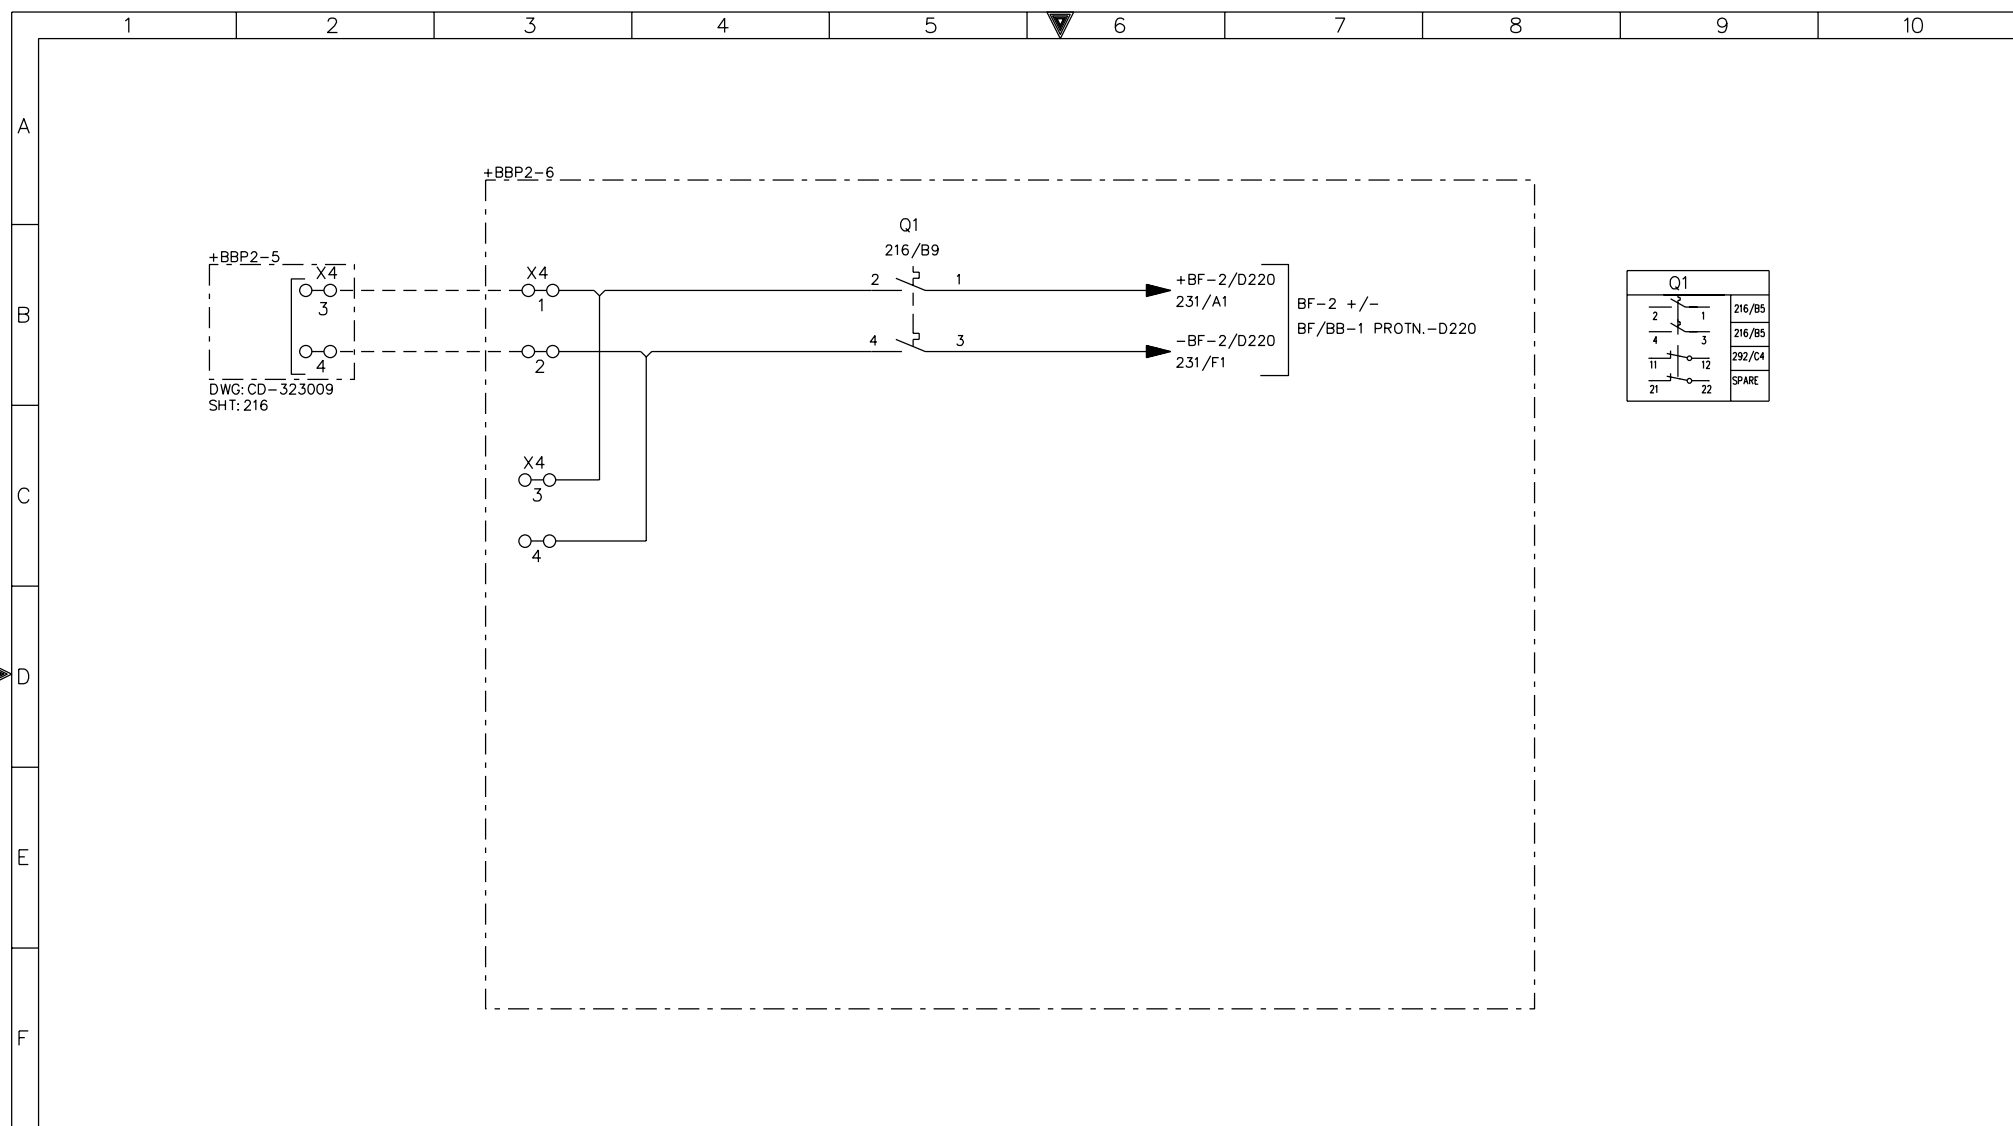 1 2 3 4 5 6 7 8 9 10
A
+BBP2-6
Q1
216/B9
+BBP2-5
X4
3
4
DWG: CD-323009
SHT: 216
X4
1
2
2 1
4 3
+BF-2/D220
231/A1
-BF-2/D220
231/F1
BF-2 +/-
BF/BB-1 PROTN.-D220
Q1
2 1 216/B5
4 3 216/B5
11 12 292/C4
21 22 SPARE
B
X4
3
4
C
D
E
F